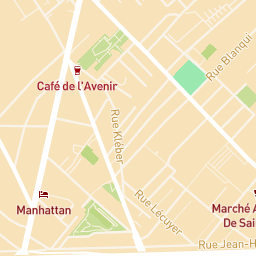 Rue Blanqui
Café de l'Avenir
Rue Kléber
Manhattan
Rue Lécuyer
Marché A
De Sai
Rue Jean-H